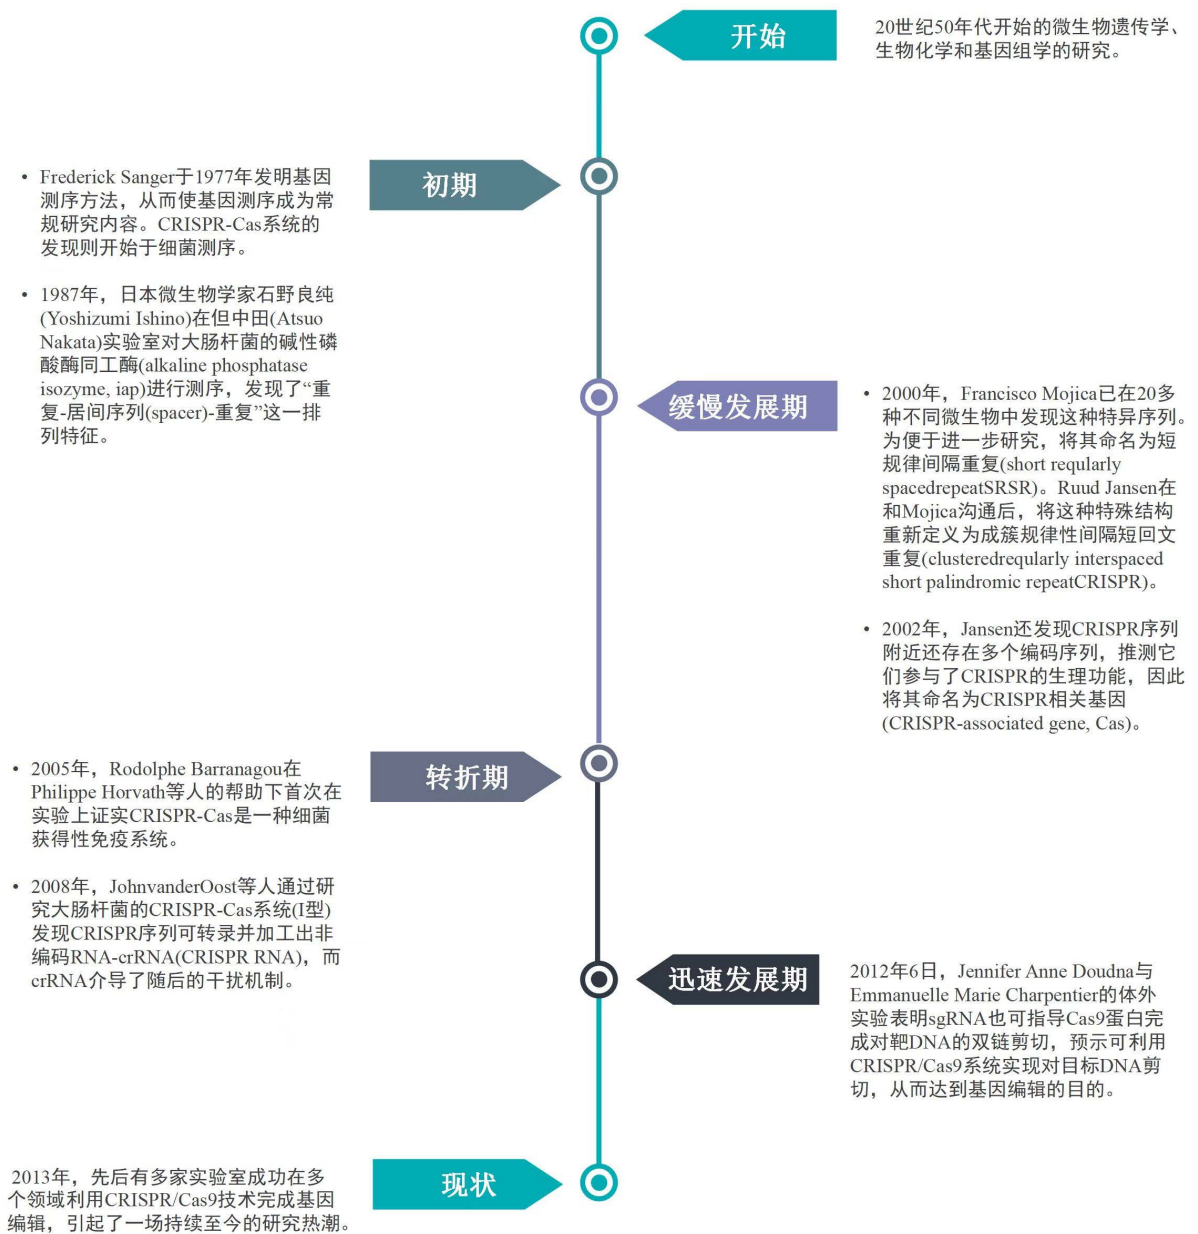 开始
20世纪50年代开始的微生物遗传学、
生物化学和基因组学的研究。
初期
• Frederick Sanger于1977年发明基因
测序方法，从而使基因测序成为常
规研究内容。CRISPR-Cas系统的
发现则开始于细菌测序。
• 1987年，日本微生物学家石野良纯
(Yoshizumi Ishino)在但中田(Atsuo
Nakata)实验室对大肠杆菌的碱性磷
酸酶同工酶(alkaline phosphatase
isozyme, iap)进行测序，发现了“重
复-居间序列(spacer)-重复”这一排
列特征。
缓慢发展期
• 2000年，Francisco Mojica已在20多
种不同微生物中发现这种特异序列。
为便于进一步研究，将其命名为短
规律间隔重复(short reqularly
spacedrepeatSRSR)。Ruud Jansen在
和Mojica沟通后，将这种特殊结构
重新定义为成簇规律性间隔短回文
重复(clusteredreqularly interspaced
short palindromic repeatCRISPR)。
• 2002年，Jansen还发现CRISPR序列
附近还存在多个编码序列，推测它
们参与了CRISPR的生理功能，因此
将其命名为CRISPR相关基因
(CRISPR-associated gene, Cas)。
转折期
• 2005年，Rodolphe Barranagou在
Philippe Horvath等人的帮助下首次在
实验上证实CRISPR-Cas是一种细菌
获得性免疫系统。
• 2008年，JohnvanderOost等人通过研
究大肠杆菌的CRISPR-Cas系统(I型)
发现CRISPR序列可转录并加工出非
编码RNA-crRNA(CRISPR RNA)，而
crRNA介导了随后的干扰机制。
迅速发展期
2012年6日，Jennifer Anne Doudna与
Emmanuelle Marie Charpentier的体外
实验表明sgRNA也可指导Cas9蛋白完
成对靶DNA的双链剪切，预示可利用
CRISPR/Cas9系统实现对目标DNA剪
切，从而达到基因编辑的目的。
现状
2013年，先后有多家实验室成功在多
个领域利用CRISPR/Cas9技术完成基因
编辑，引起了一场持续至今的研究热潮。